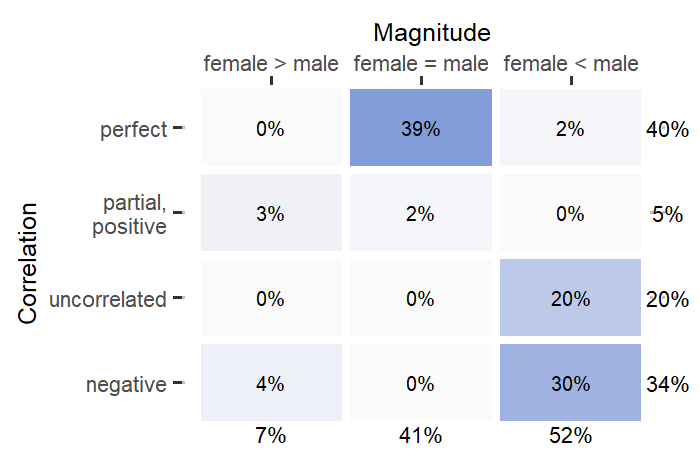 Magnitude
female > male female = male female < male
perfect 0% 39% 2% 40%
partial,
positive 3% 2% 0% 5%
uncorrelated 0% 0% 20% 20%
negative 4% 0% 30% 34%
7% 41% 52%
Correlation